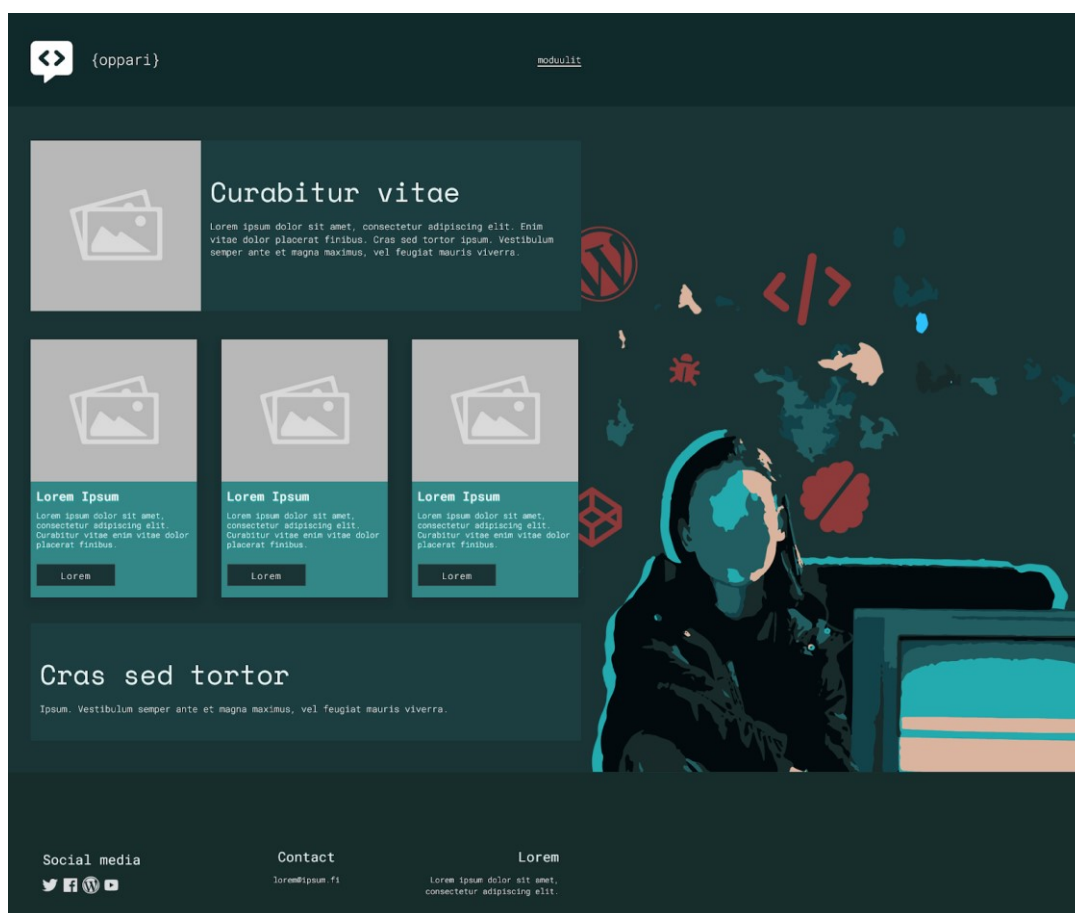 {oppari}
moduulit
Curabitur vitae
Lorem ipsum dolor sit amet, consectetur adipiscing elit. Enim
vitae dolor placerat finibus. Cras sed tortor ipsum. Vestibulum
semper ante et magna maximus, vel feugiat mauris viverra.
Lorem Ipsum
Lorem ipsum dolor sit amet,
consectetur adipiscing elit.
Curabitur vitae enim vitae dolor
placerat finibus.
Lorem
Lorem Ipsum
Lorem ipsum dolor sit amet,
consectetur adipiscing elit.
Curabitur vitae enim vitae dolor
placerat finibus.
Lorem
Lorem Ipsum
Lorem ipsum dolor sit amet,
consectetur adipiscing elit.
Curabitur vitae enim vitae dolor
placerat finibus.
Lorem
Cras sed tortor
Ipsum. Vestibulum semper ante et magna maximus, vel feugiat mauris viverra.
Social media
Contact
lorem@ipsum.fi
Lorem
Lorem ipsum dolor sit amet,
consectetur adipiscing elit.